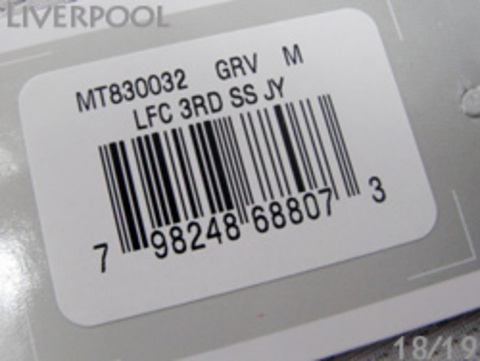 LIVERPOOL
MT830032 GRV M
LFC 3RD SS JY
7 98248 68807 3
18/19